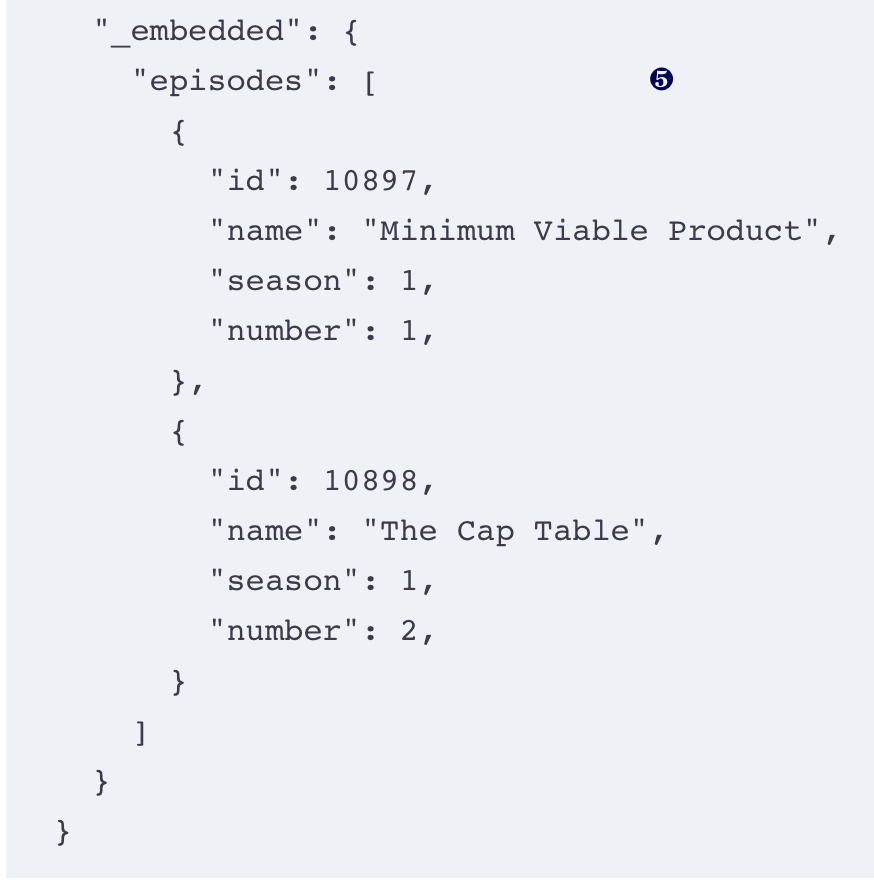 "_embedded": {
"episodes": [ ❺
{
"id": 10897,
"name": "Minimum Viable Product",
"season": 1,
"number": 1,
},
{
"id": 10898,
"name": "The Cap Table",
"season": 1,
"number": 2,
}
]
}
}